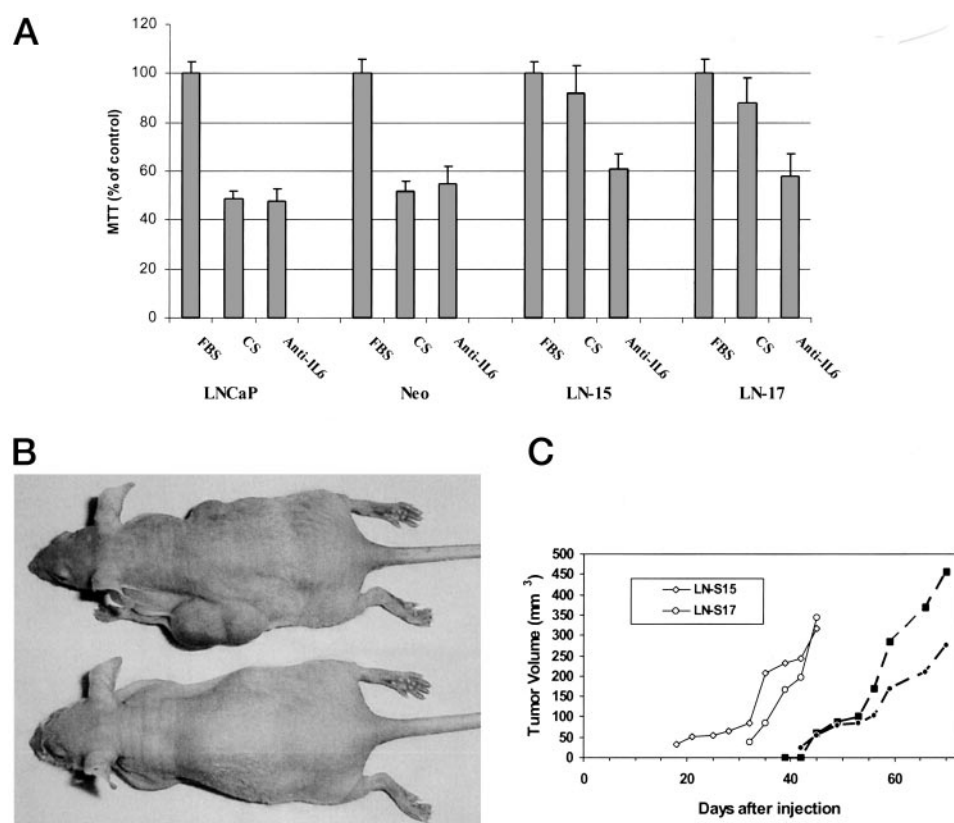 A
120
100
80
60
40
20
0
MTT (% of control)
FBS CS Anti-IL6 FBS CS Anti-IL6 FBS CS Anti-IL6 FBS CS Anti-IL6
LNCaP Neo LN-15 LN-17
B
C
500
450
400
350
300
250
200
150
100
50
0
Tumor Volume (mm³)
LN-S15
LN-S17
0 20 40 60
Days after injection